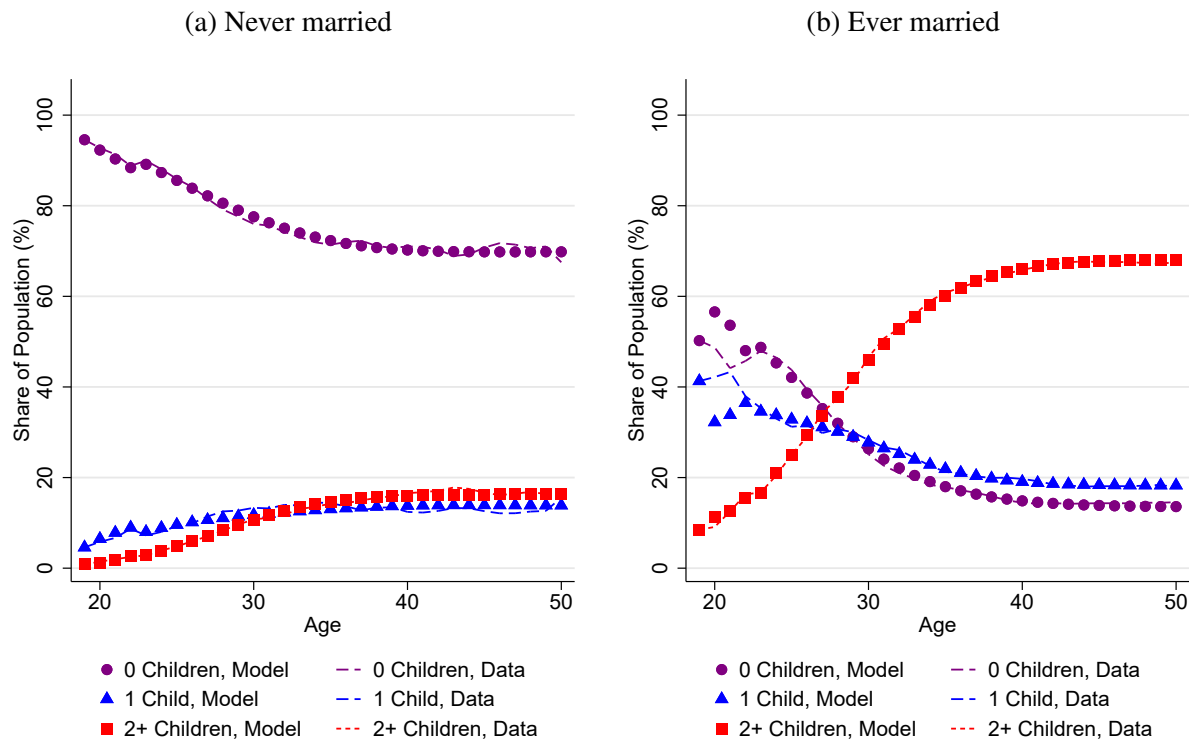 (a) Never married
Share of Population (%)
100
80
60
40
20
0
20 30 40 50
Age
0 Children, Model 0 Children, Data
1 Child, Model 1 Child, Data
2+ Children, Model 2+ Children, Data
(b) Ever married
Share of Population (%)
100
80
60
40
20
0
20 30 40 50
Age
0 Children, Model 0 Children, Data
1 Child, Model 1 Child, Data
2+ Children, Model 2+ Children, Data